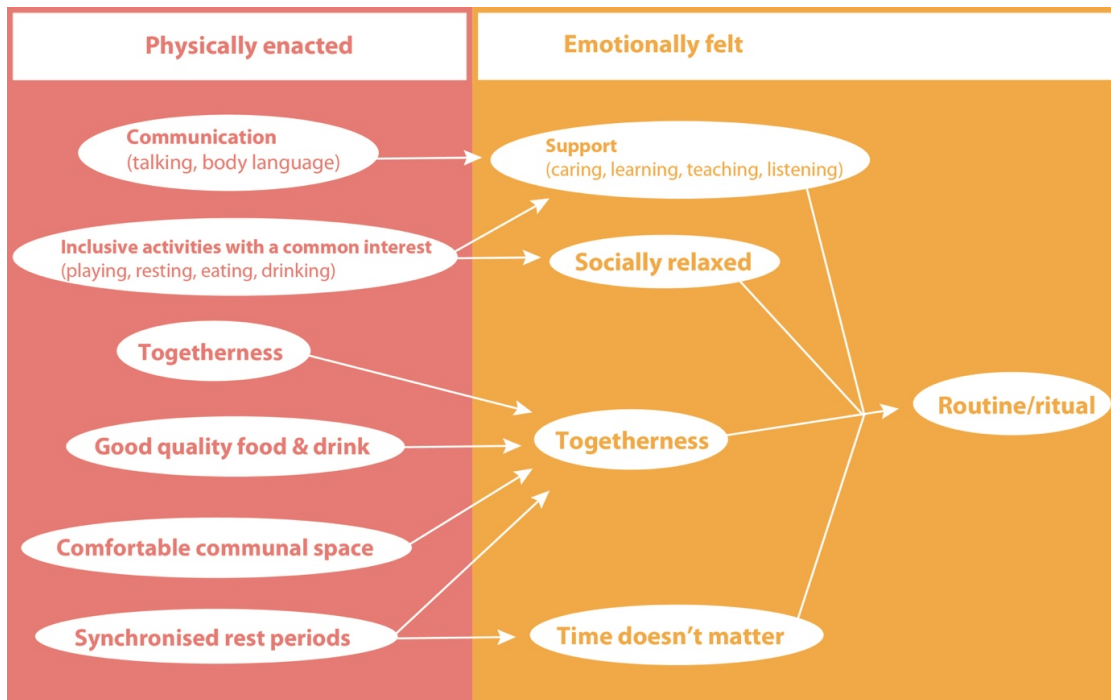 Physically enacted
Emotionally felt
Communication
(talking, body language)
Support
(caring, learning, teaching, listening)
Inclusive activities with a common interest
(playing, resting, eating, drinking)
Socially relaxed
Togetherness
Routine/ritual
Good quality food & drink
Togetherness
Comfortable communal space
Synchronised rest periods
Time doesn’t matter